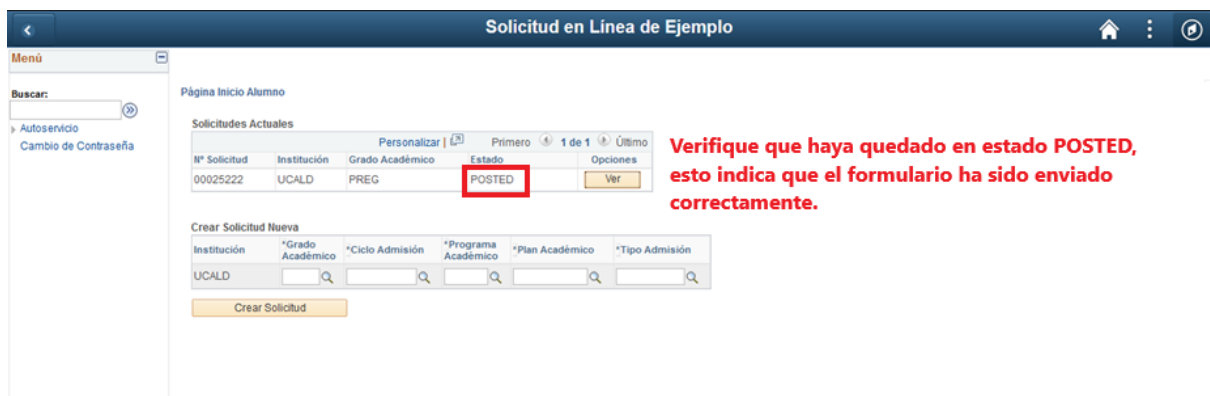 Solicitud en Línea de Ejemplo
Menú
Buscar:
Autoservicio
Cambio de Contraseña
Página Inicio Alumno
Solicitudes Actuales
Personalizar | Primero 1 de 1 Último
Nº Solicitud Institución Grado Académico Estado Opciones
00025222 UCALD PREG POSTED Ver
Verifique que haya quedado en estado POSTED,
esto indica que el formulario ha sido enviado
correctamente.
Crear Solicitud Nueva
Institución *Grado Académico *Ciclo Admisión *Programa Académico *Plan Académico *Tipo Admisión
UCALD
Crear Solicitud